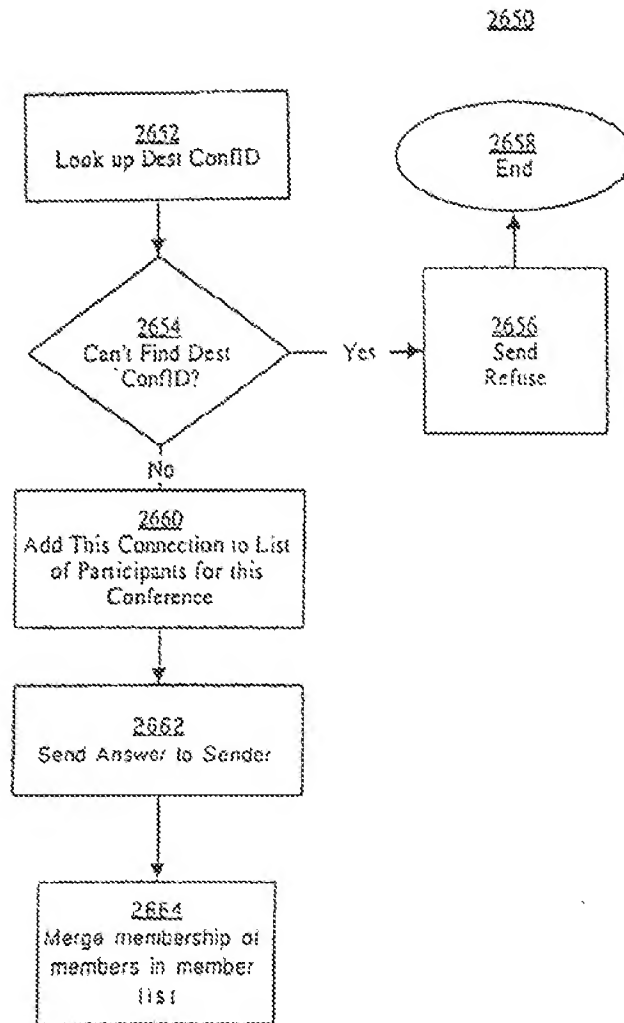 2650
2652
Look up Dest ConfID
2658
End
2654
Can't Find Dest
ConfID?
Yes
2656
Send
Refuse
No
2660
Add This Connection to List
of Participants for this
Conference
2662
Send Answer to Sender
2664
Merge membership of
members in member
list